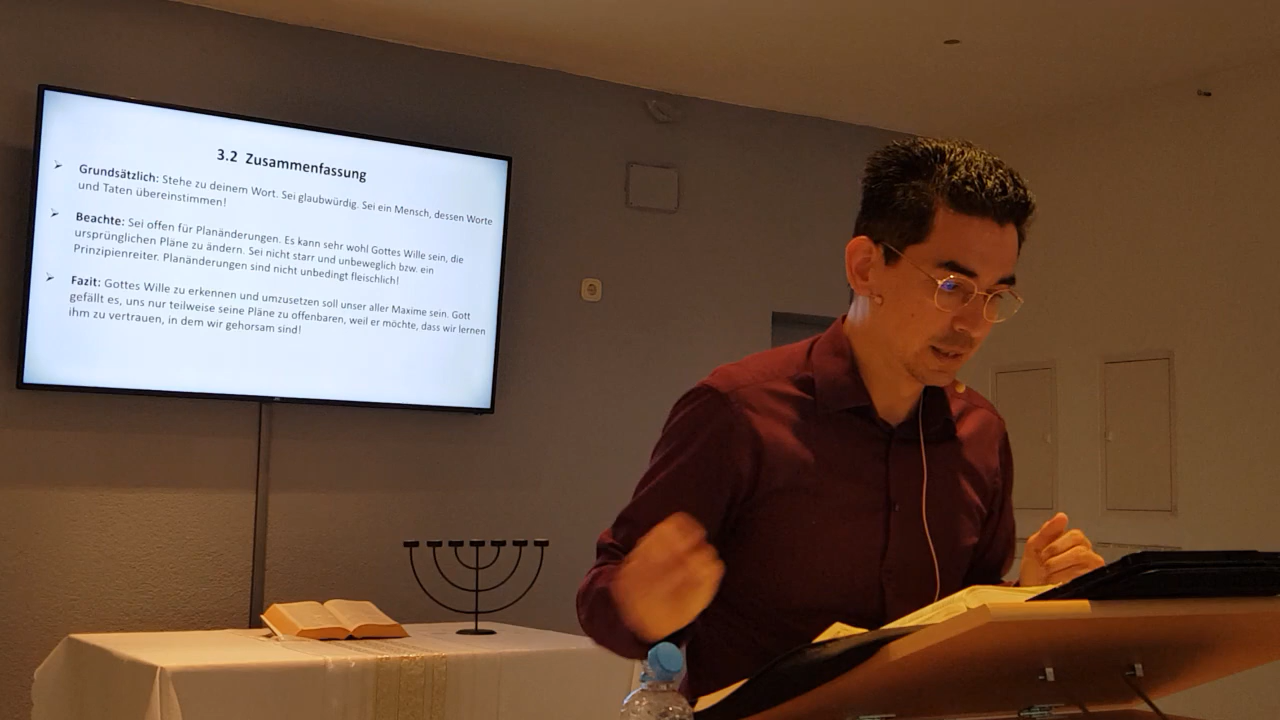 3.2 Zusammenfassung
➢ Grundsätzlich: Stehe zu deinem Wort. Sei glaubwürdig. Sei ein Mensch, dessen Worte
und Taten übereinstimmen!
➢ Beachte: Sei offen für Planänderungen. Es kann sehr wohl Gottes Wille sein, die
ursprünglichen Pläne zu ändern. Sei nicht starr und unbeweglich bzw. ein
Prinzipienreiter. Planänderungen sind nicht unbedingt fleischlich!
➢ Fazit: Gottes Wille zu erkennen und umzusetzen soll unser aller Maxime sein. Gott
gefällt es, uns nur teilweise seine Pläne zu offenbaren, weil er möchte, dass wir lernen
ihm zu vertrauen, in dem wir gehorsam sind!